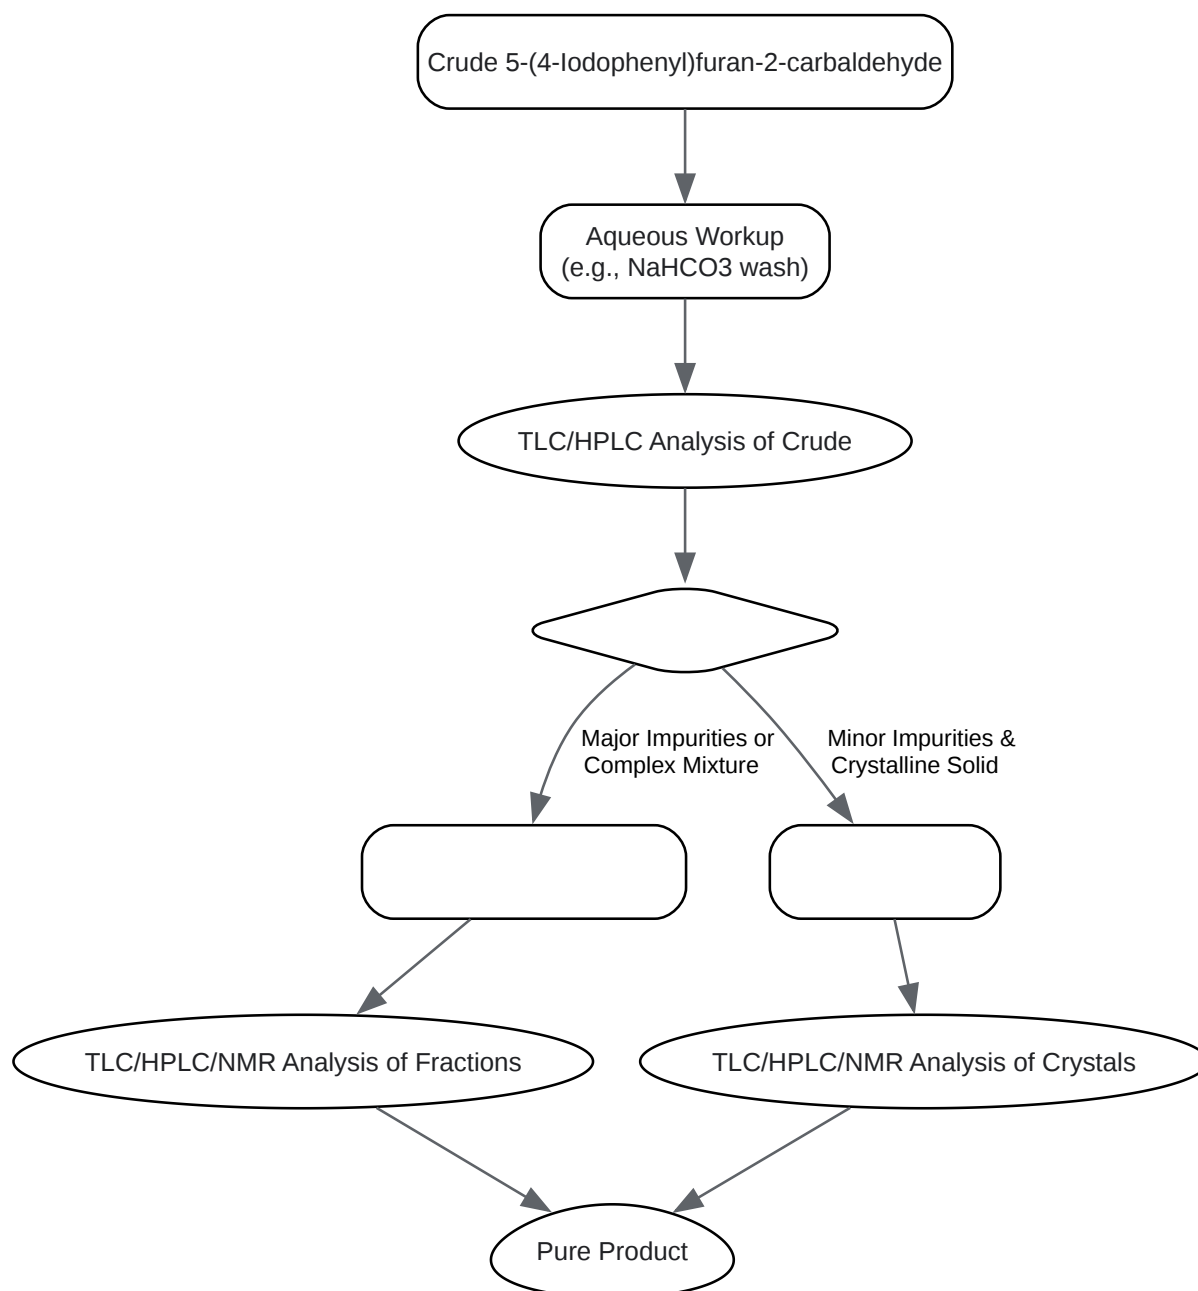 Crude 5-(4-Iodophenyl)furan-2-carbaldehyde
Aqueous Workup
(e.g., NaHCO3 wash)
TLC/HPLC Analysis of Crude
Major Impurities or
Complex Mixture
Minor Impurities &
Crystalline Solid
TLC/HPLC/NMR Analysis of Fractions
TLC/HPLC/NMR Analysis of Crystals
Pure Product